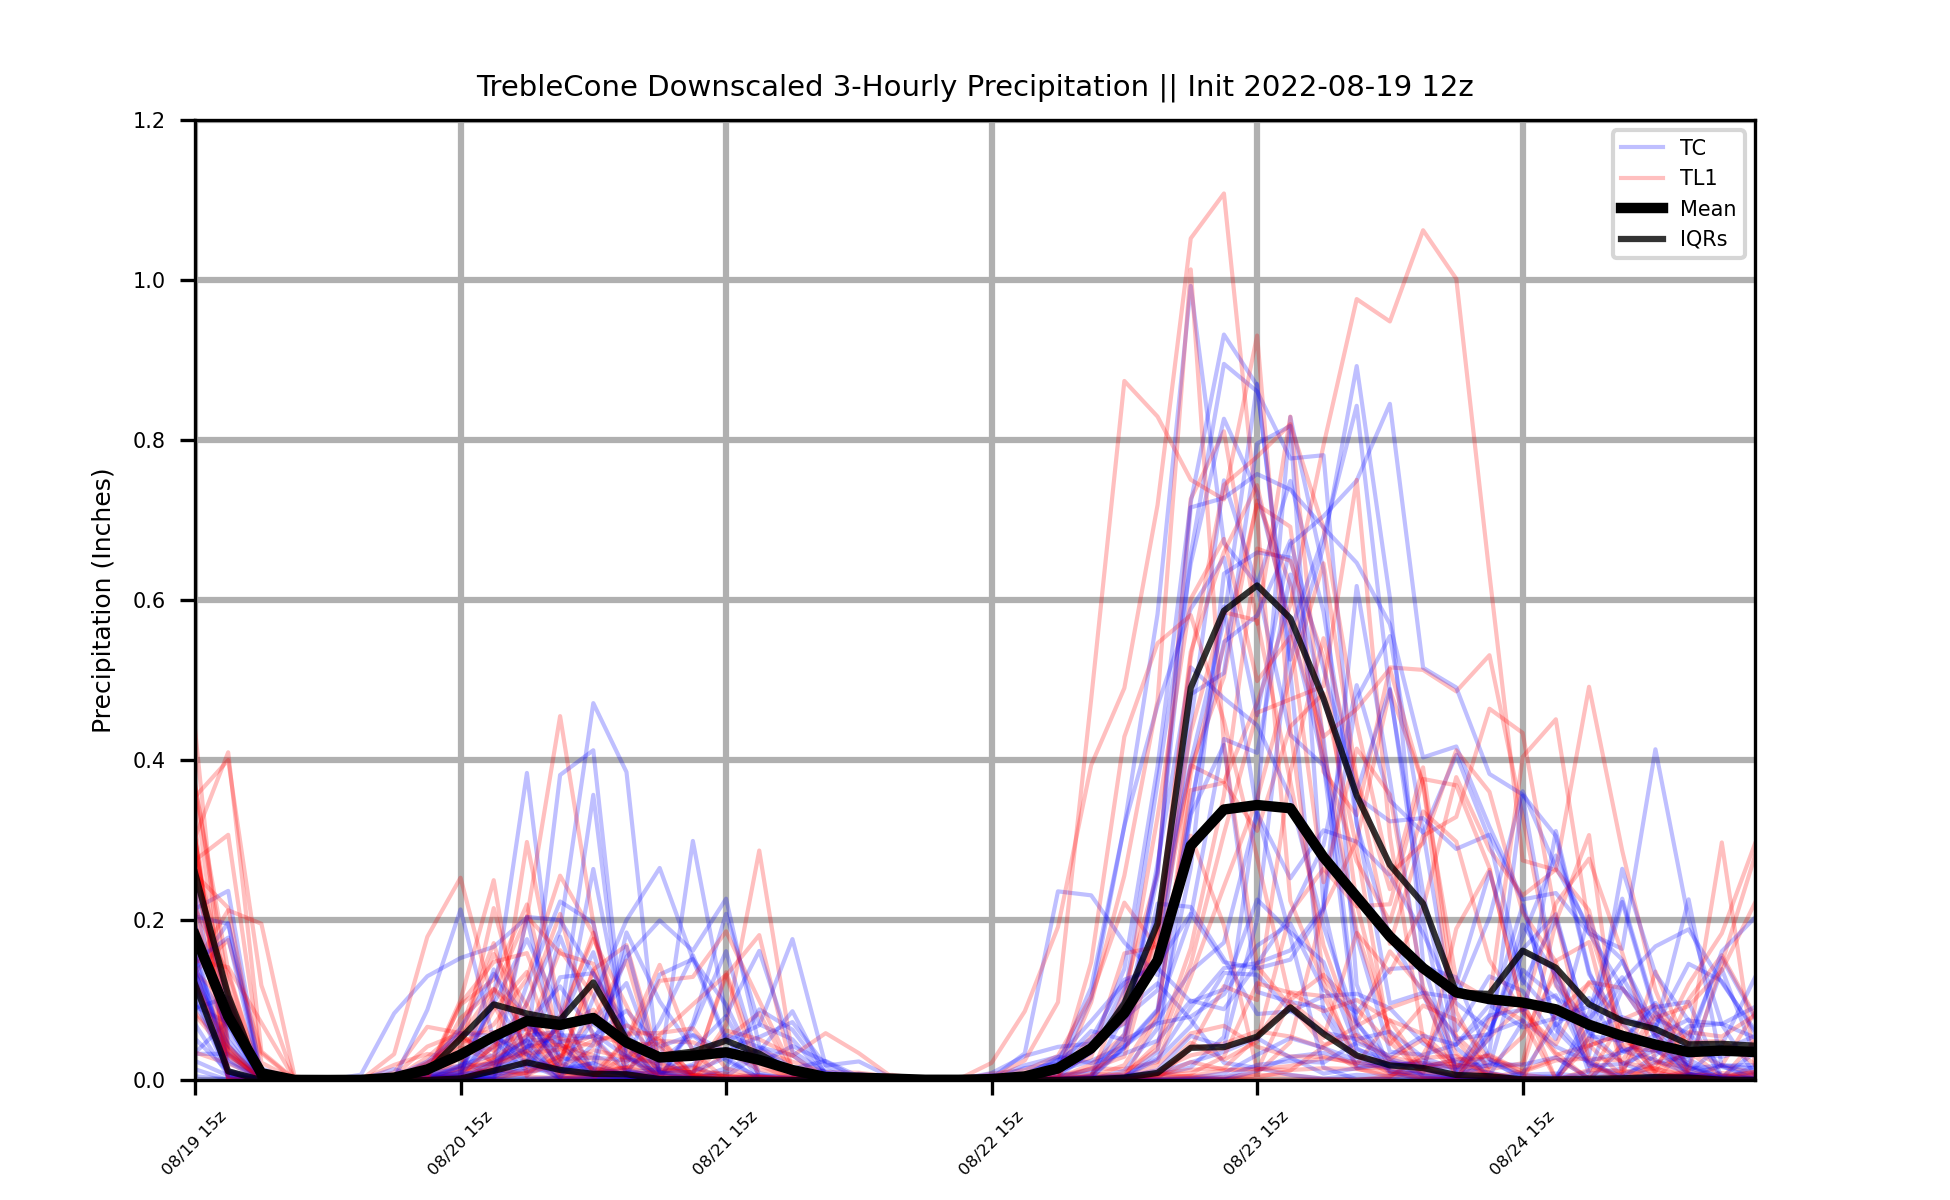 TrebleCone Downscaled 3-Hourly Precipitation || Init 2022-08-19 12z
1.2
1.0
0.8
0.6
0.4
0.2
0.0
Precipitation (Inches)
TC
TL1
Mean
IQRs
08/19 15z
08/20 15z
08/21 15z
08/22 15z
08/23 15z
08/24 15z